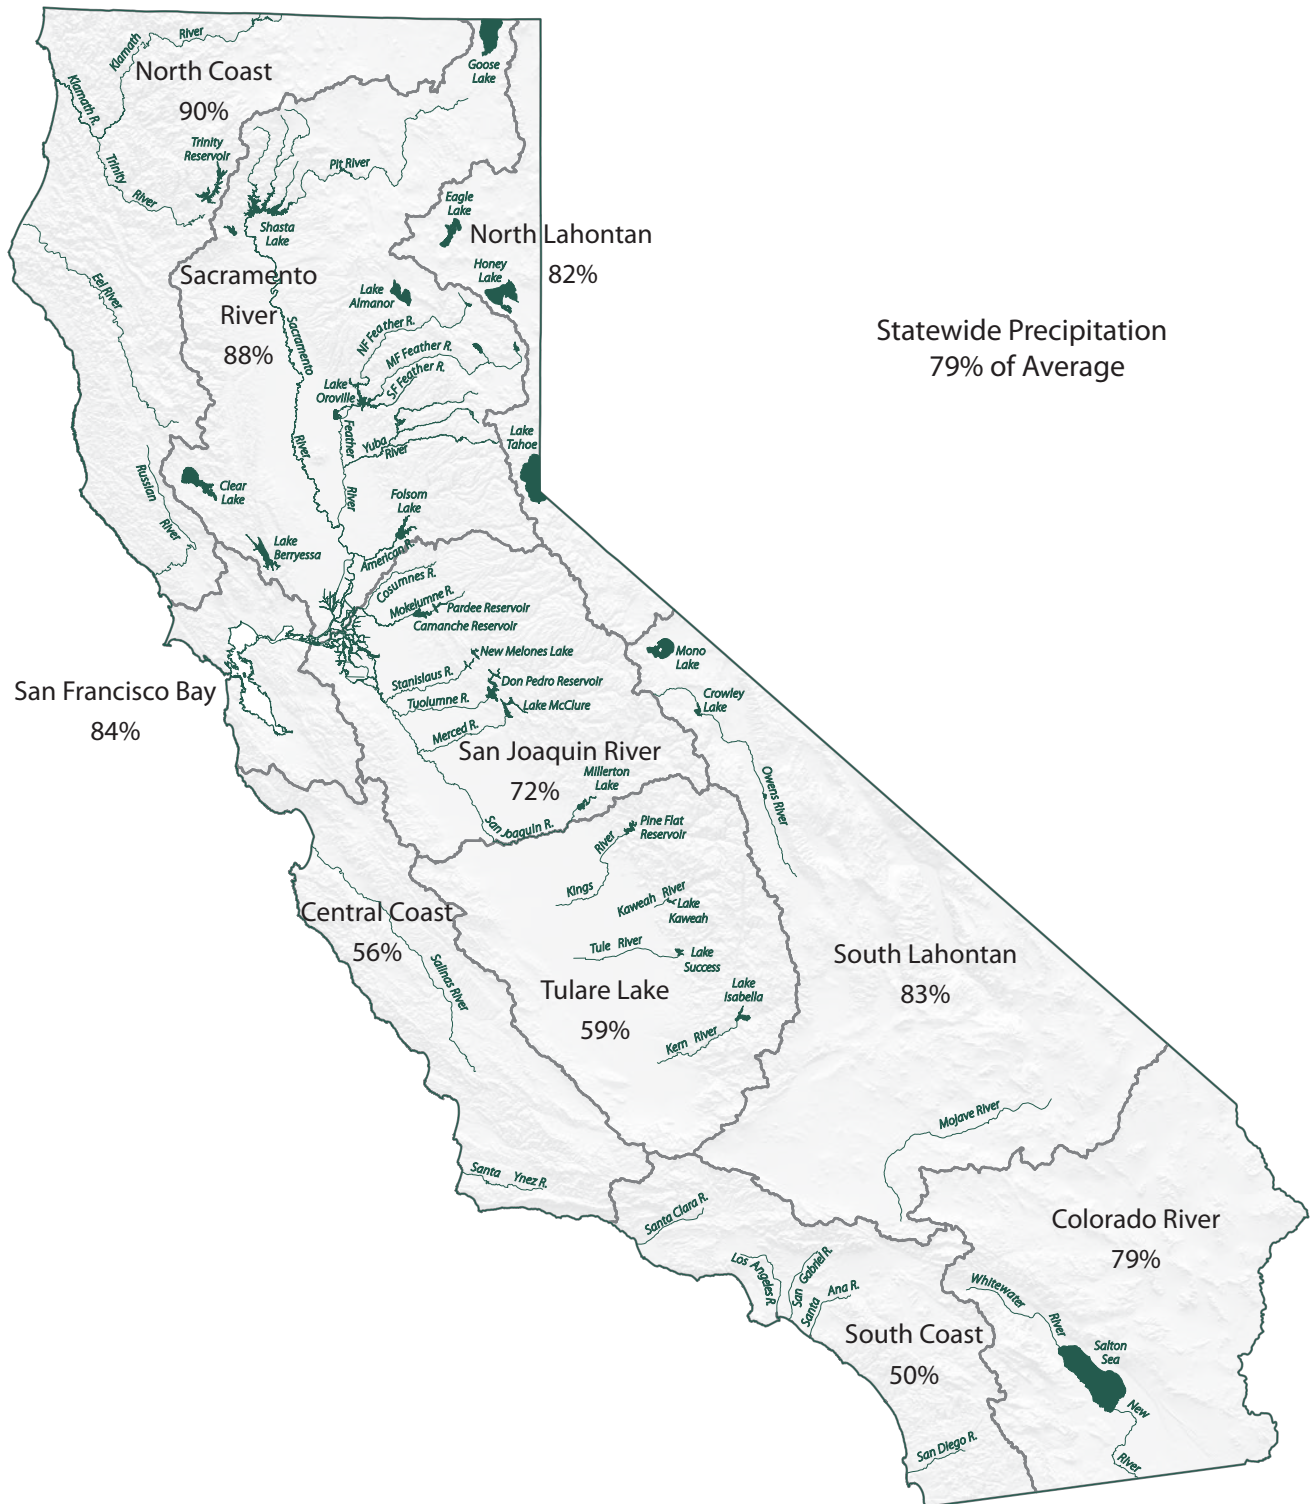 Klamath
River
North Coast
90%
Klamath R.
Trinity
Reservoir
Trinity
River
Goose
Lake
Pit River
Shasta
Lake
Eagle
Lake
North Lahontan
82%
Honey
Lake
Eel River
Sacramento
River
88%
Sacramento
River
Lake
Almanor
NF Feather R.
MF Feather R.
SF Feather R.
Lake
Oroville
Feather
River
Yuba
River
Lake
Tahoe
Statewide Precipitation
79% of Average
Russian
River
Clear
Lake
Folsom
Lake
Lake
Berryessa
American R.
Cosumnes R.
Mokelumne R.
Pardee Reservoir
Camanche Reservoir
New Melones Lake
Stanislaus R.
Don Pedro Reservoir
Tuolumne R.
Lake McClure
Merced R.
Mono
Lake
Crowley
Lake
San Francisco Bay
84%
San Joaquin River
72%
Millerton
Lake
San Joaquin R.
Owens River
Pine Flat
Reservoir
Kings
River
Kaweah River
Lake
Kaweah
Central Coast
56%
Salinas River
Tule River
Lake
Success
Tulare Lake
59%
Lake
Isabella
Kern River
South Lahontan
83%
Mojave River
Santa Ynez R.
Santa Clara R.
Los Angeles R
San Gabriel R.
Santa Ana R.
Colorado River
79%
Whitewater
River
South Coast
50%
Salton
Sea
New
River
San Diego R.